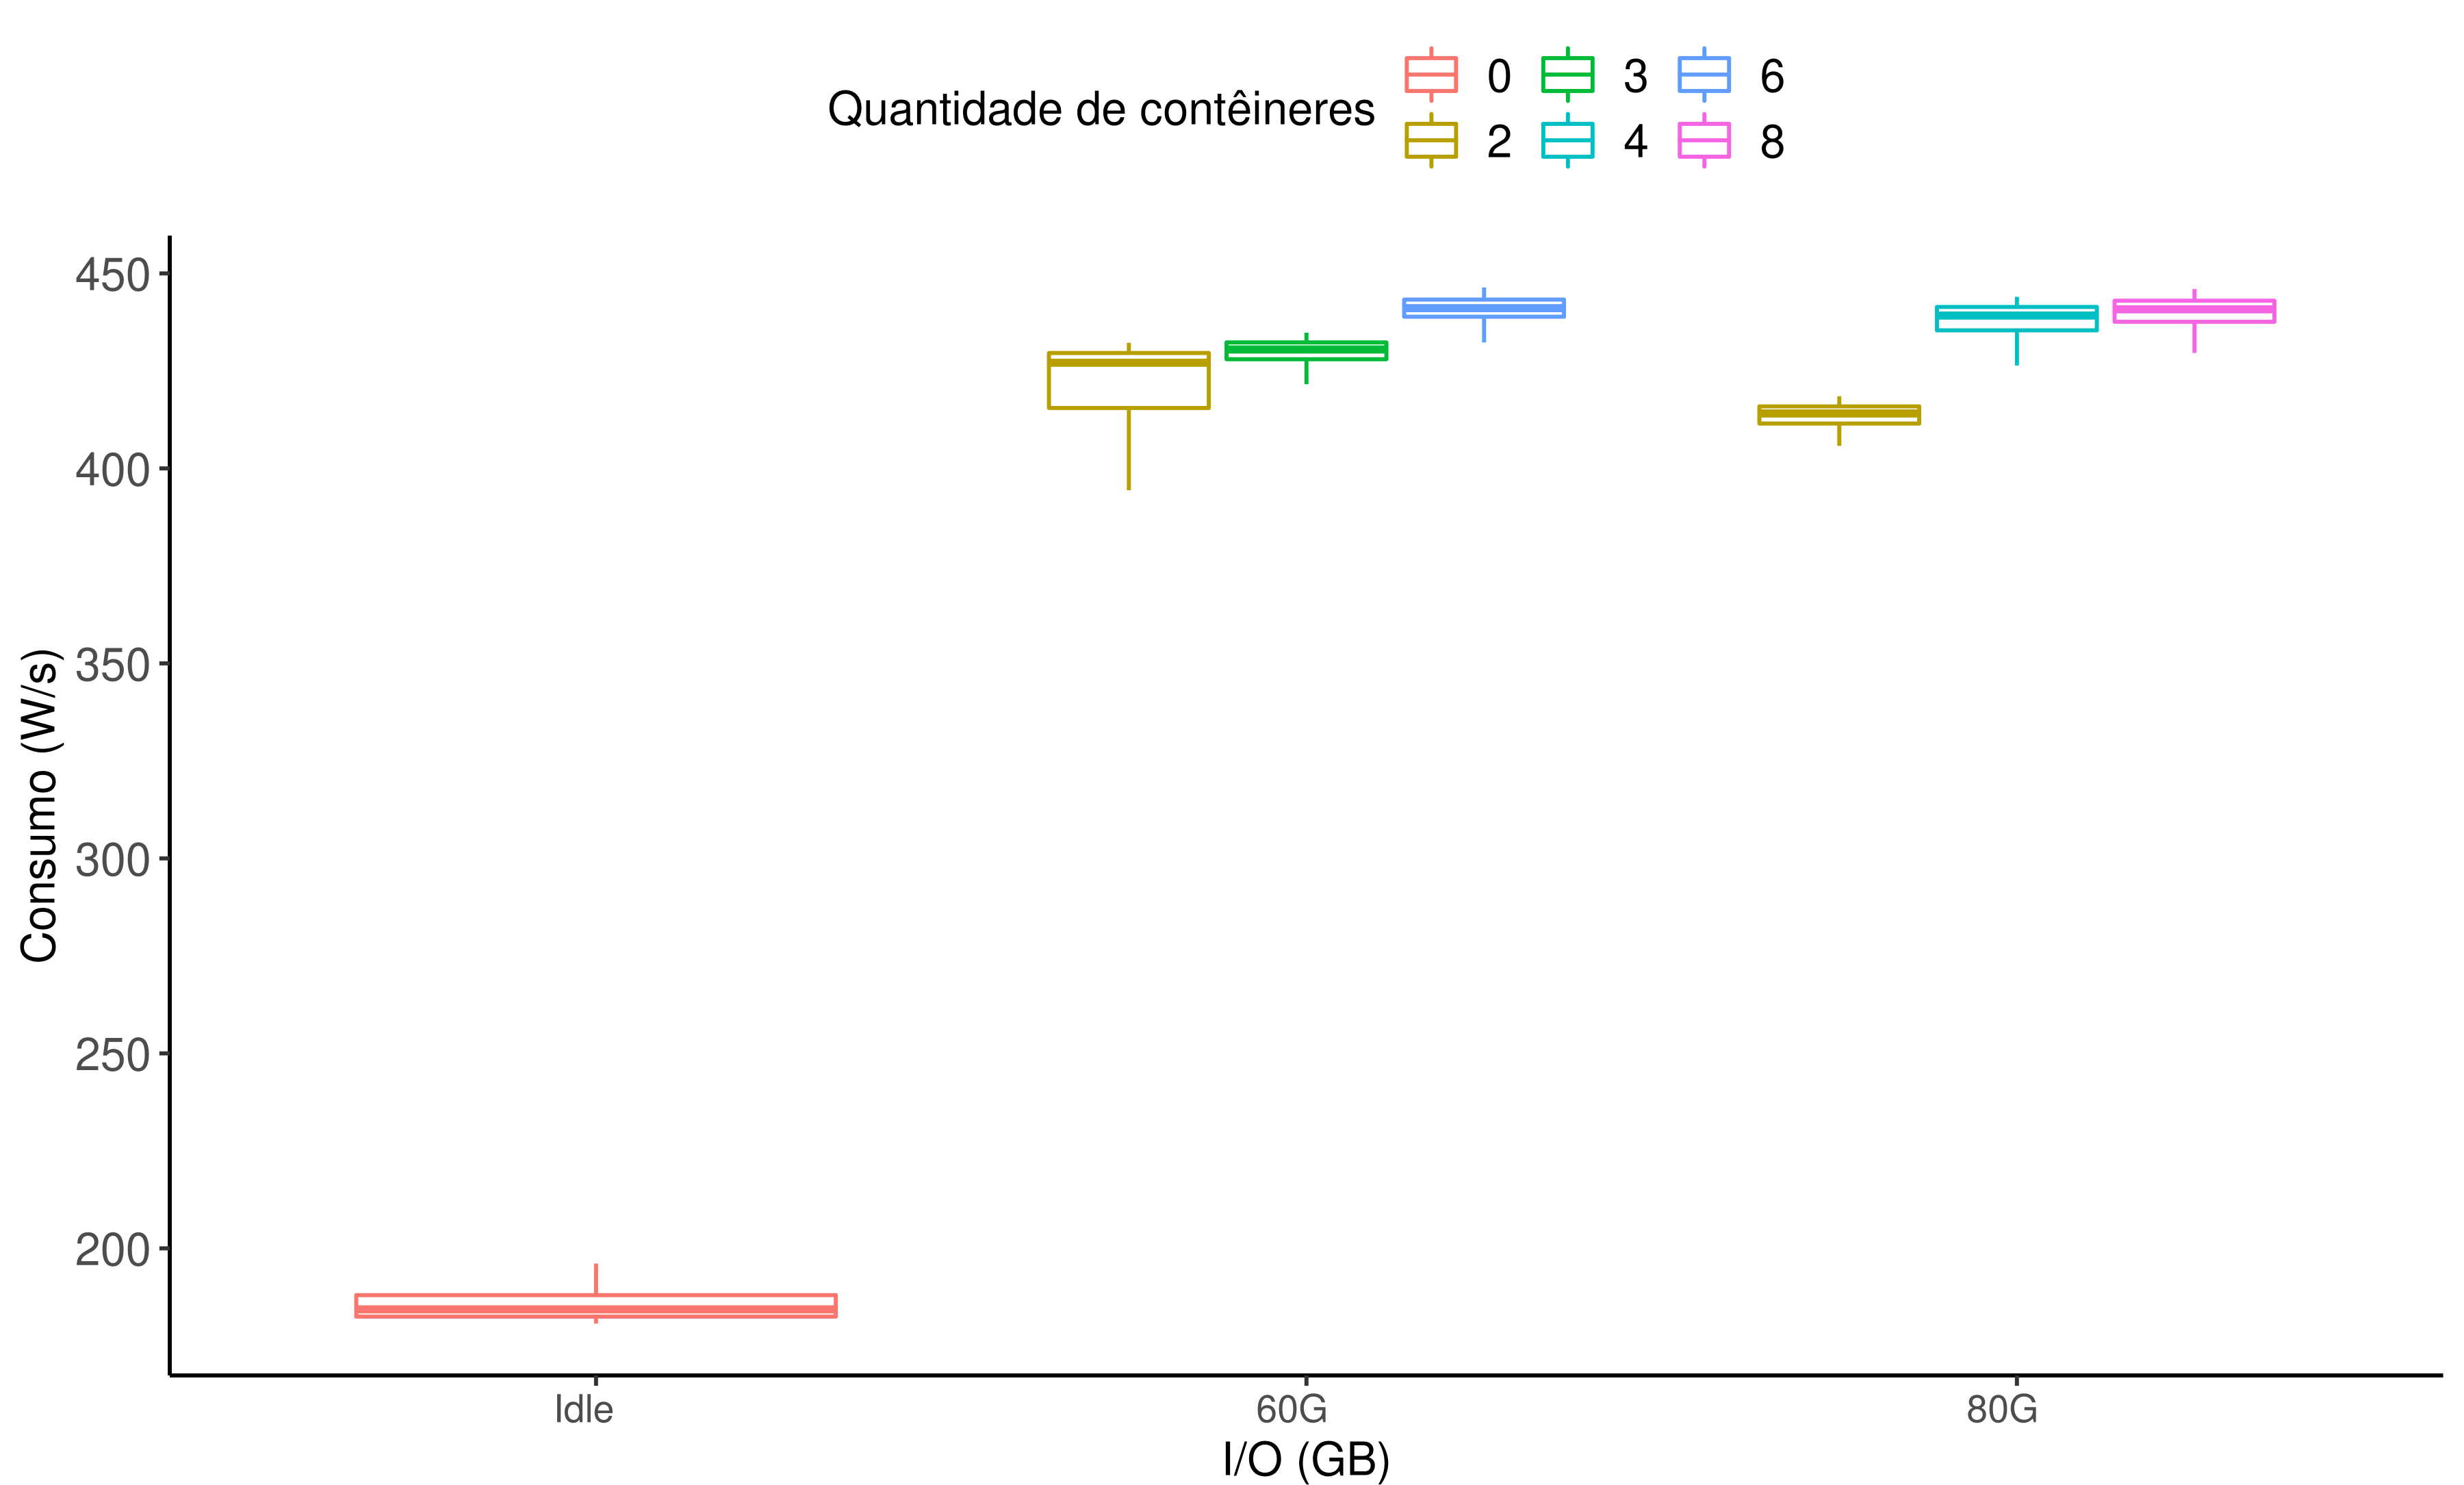 Quantidade de contêineres
0 3 6
2 4 8
450
400
350
300
250
200
Consumo (W/s)
Idle 60G 80G
I/O (GB)